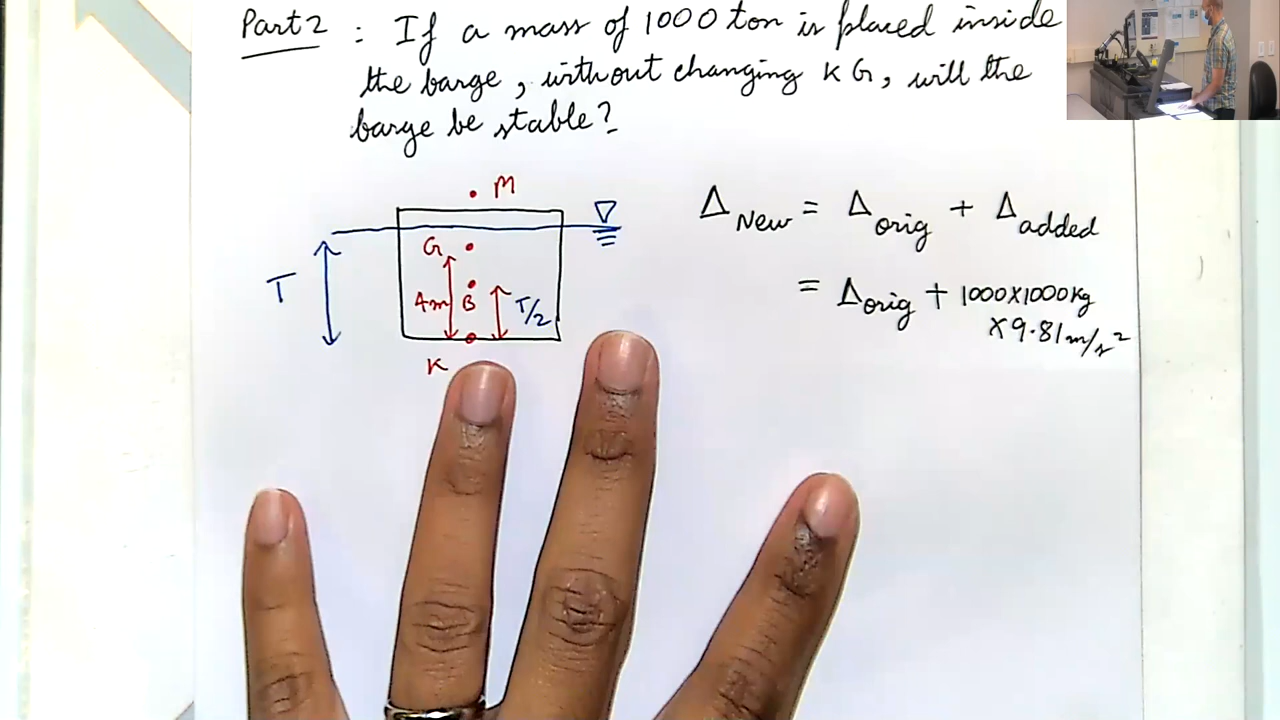 Part 2 : If a mass of 1000 ton is placed inside
the barge, without changing KG, will the
barge be stable?
M
G
T
4m
B
T/2
K
Δ New = Δ orig + Δ added
= Δ orig + 1000X1000Kg
X9.81m/s²